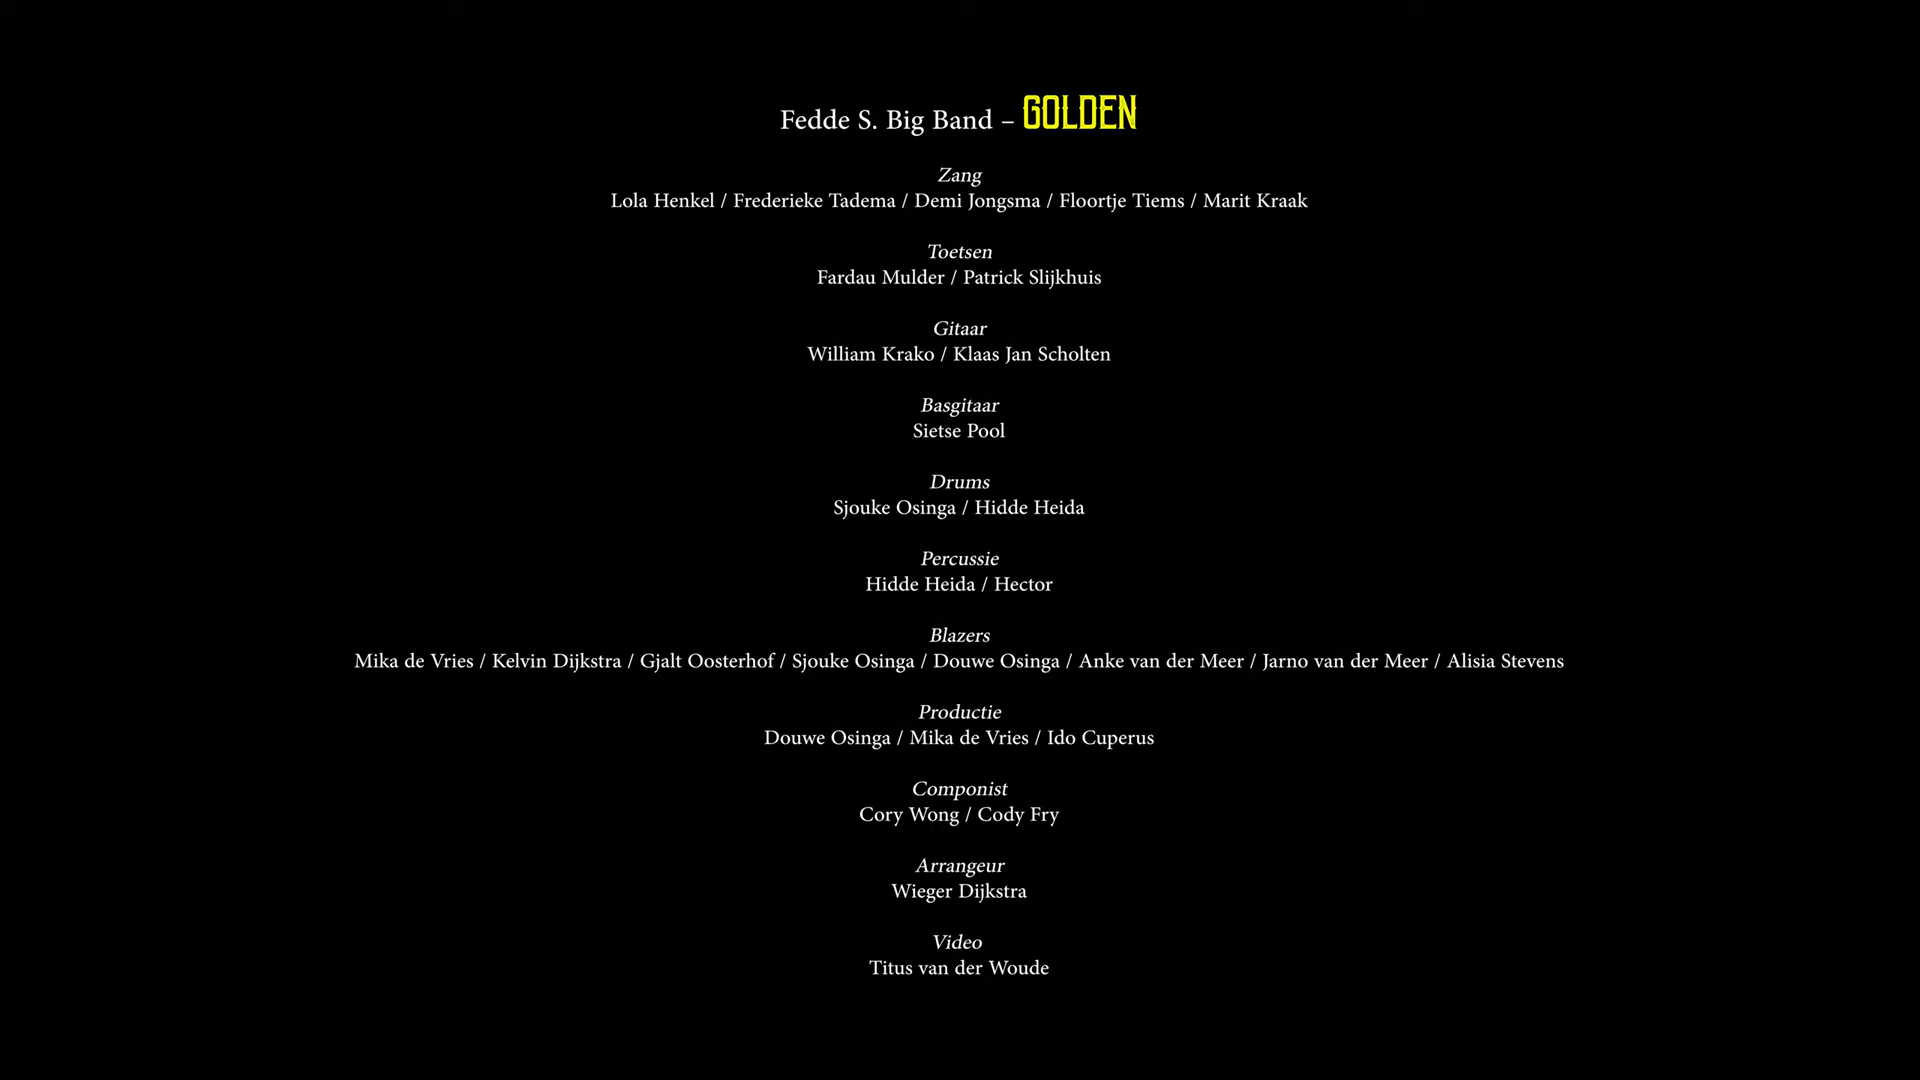 Fedde S. Big Band – GOLDEN
Zang
Lola Henkel / Frederieke Tadema / Demi Jongsma / Floortje Tiems / Marit Kraak
Toetsen
Fardau Mulder / Patrick Slijkhuis
Gitaar
William Krako / Klaas Jan Scholten
Basgitaar
Sietse Pool
Drums
Sjouke Osinga / Hidde Heida
Percussie
Hidde Heida / Hector
Blazers
Mika de Vries / Kelvin Dijkstra / Gjalt Oosterhof / Sjouke Osinga / Douwe Osinga / Anke van der Meer / Jarno van der Meer / Alisia Stevens
Productie
Douwe Osinga / Mika de Vries / Ido Cuperus
Componist
Cory Wong / Cody Fry
Arrangeur
Wieger Dijkstra
Video
Titus van der Woude